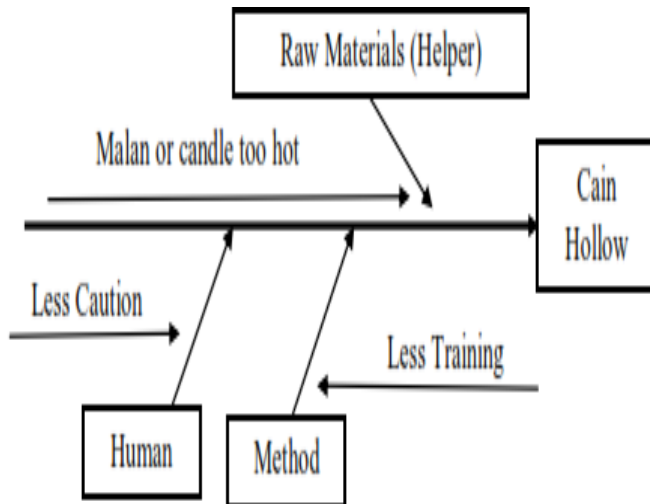 Raw Materials (Helper)
Malan or candle too hot
Cain
Hollow
Less Caution
Less Training
Human
Method